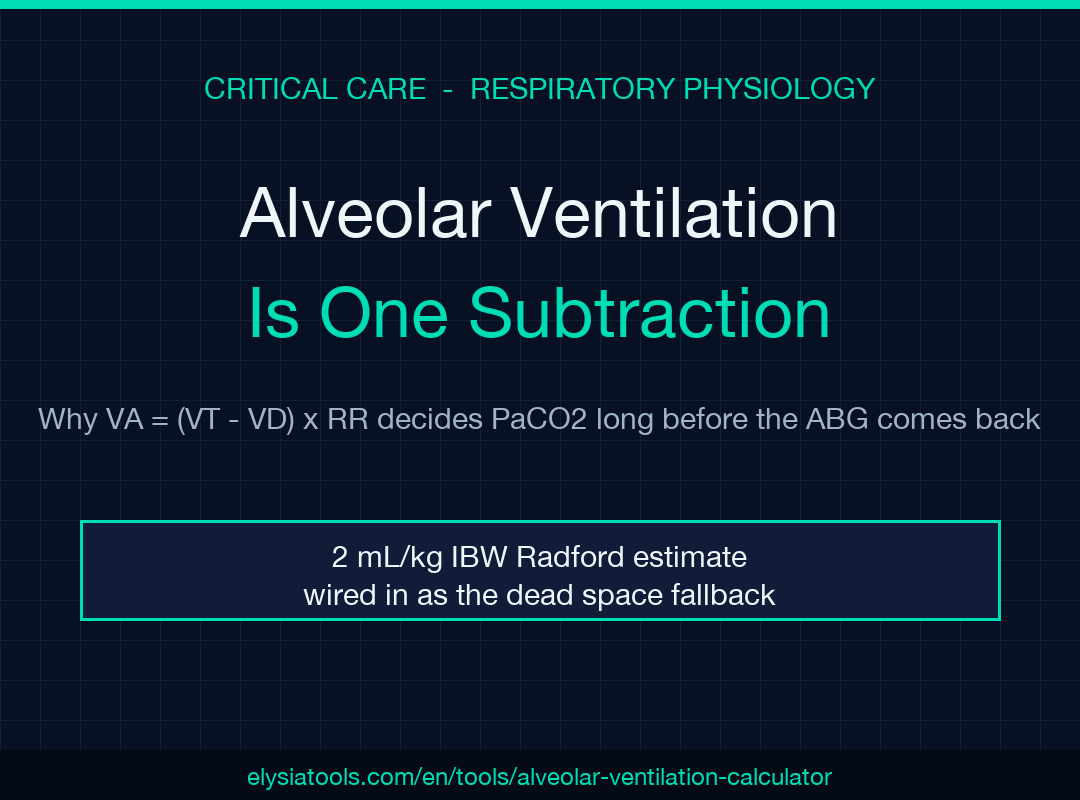 CRITICAL CARE - RESPIRATORY PHYSIOLOGY
Alveolar Ventilation
Is One Subtraction
Why VA = (VT - VD) x RR decides PaCO2 long before the ABG comes back
2 mL/kg IBW Radford estimate
wired in as the dead space fallback
elysiatools.com/en/tools/alveolar-ventilation-calculator